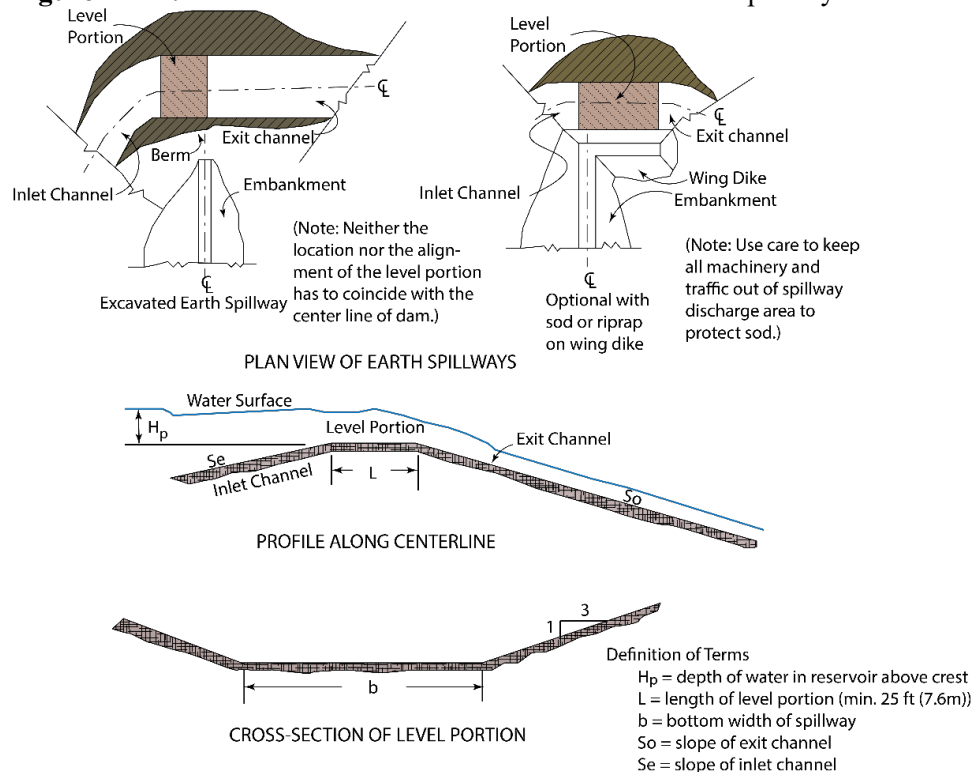 Level
Portion
℄
Exit channel
Berm
Inlet Channel
Embankment
(Note: Neither the
location nor the align-
ment of the level portion
has to coincide with the
center line of dam.)
℄
Excavated Earth Spillway
Level
Portion
℄
Exit channel
Inlet Channel
Wing Dike
Embankment
(Note: Use care to keep
all machinery and
traffic out of spillway
discharge area to
protect sod.)
℄
Optional with
sod or riprap
on wing dike
PLAN VIEW OF EARTH SPILLWAYS
Water Surface
Hp
Level Portion
Exit Channel
Se
Inlet Channel
L
So
PROFILE ALONG CENTERLINE
3
1
b
CROSS-SECTION OF LEVEL PORTION
Definition of Terms
Hp = depth of water in reservoir above crest
L = length of level portion (min. 25 ft (7.6m))
b = bottom width of spillway
So = slope of exit channel
Se = slope of inlet channel